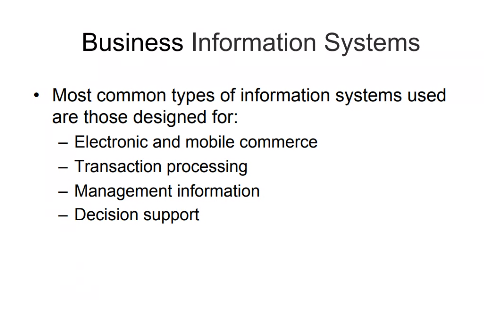 Business Information Systems
• Most common types of information systems used
are those designed for:
– Electronic and mobile commerce
– Transaction processing
– Management information
– Decision support